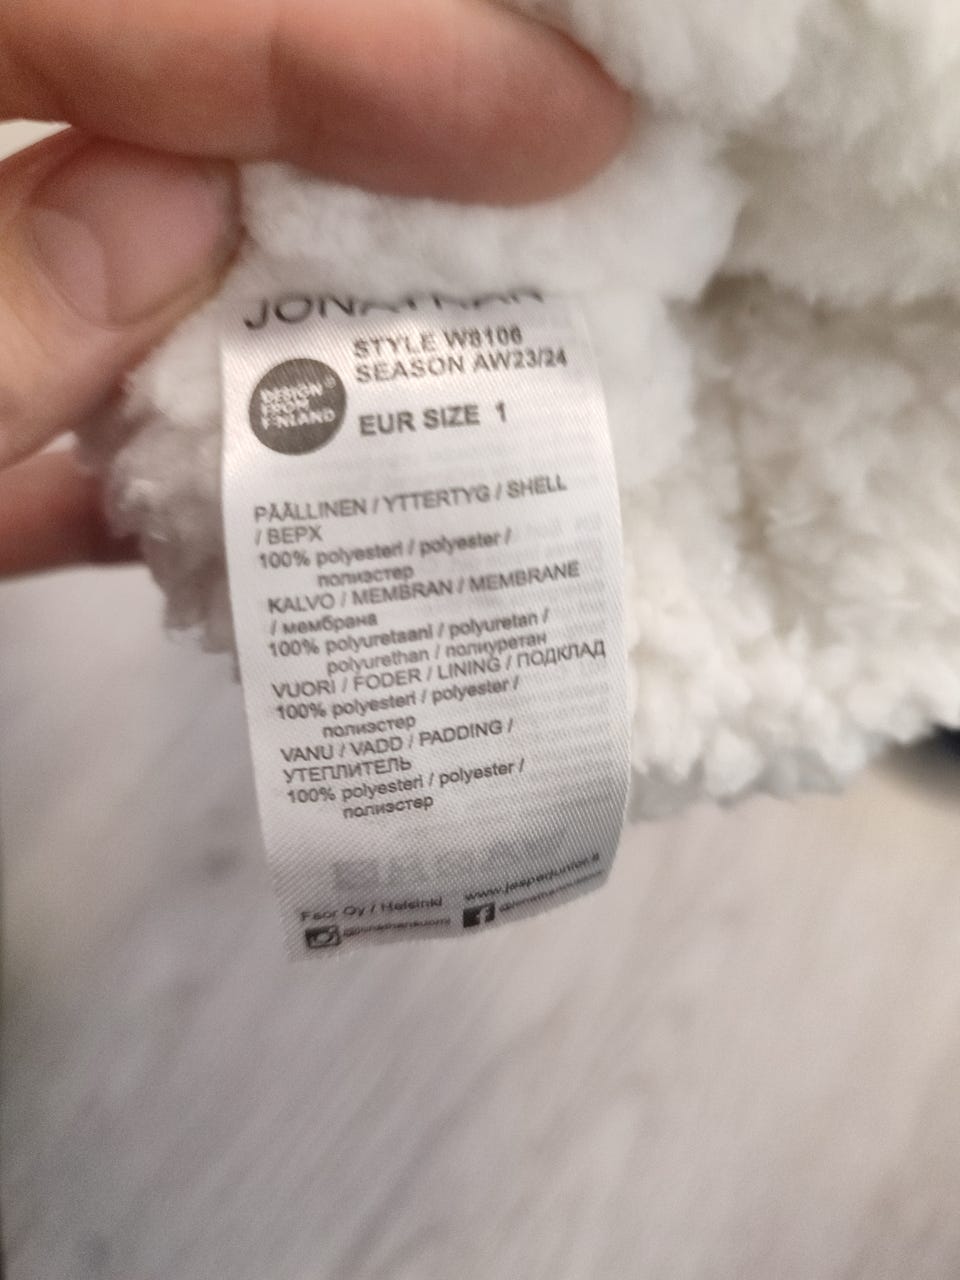 JONATHAN
STYLE W8106
SEASON AW23/24
DESIGN
FROM
FINLAND
EUR SIZE 1
PÄÄLLINEN / YTTERTYG / SHELL
/ ВЕРХ
100% polyesteri / polyester /
полиэстер
KALVO / MEMBRAN / MEMBRANE
/ мембрана
100% polyuretaani / polyuretan /
polyurethan / полиуретан
VUORI / FODER / LINING / ПОДКЛАД
100% polyesteri / polyester /
полиэстер
VANU / VADD / PADDING /
УТЕПЛИТЕЛЬ
100% polyesteri / polyester /
полиэстер
Oy / Helsinki